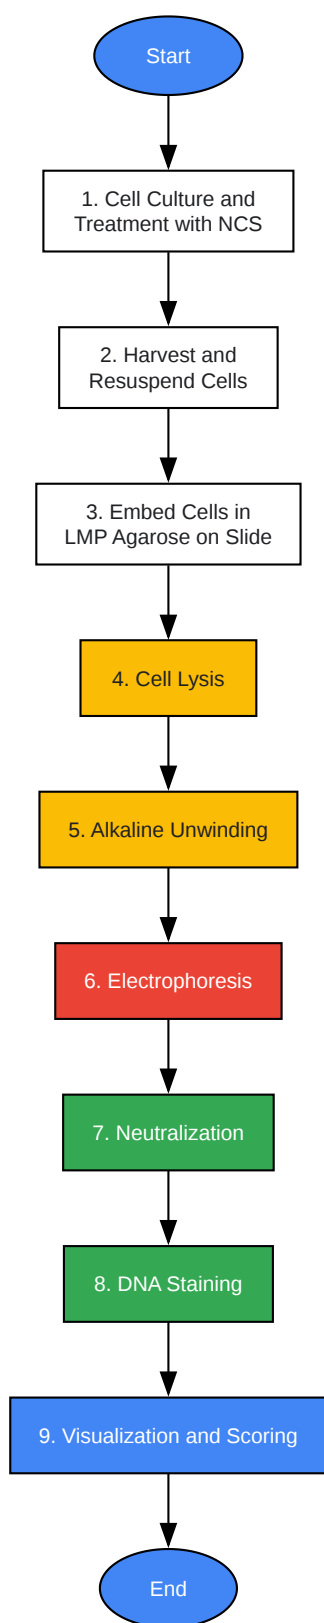 Start
1. Cell Culture and
Treatment with NCS
2. Harvest and
Resuspend Cells
3. Embed Cells in
LMP Agarose on Slide
4. Cell Lysis
5. Alkaline Unwinding
6. Electrophoresis
7. Neutralization
8. DNA Staining
9. Visualization and Scoring
End